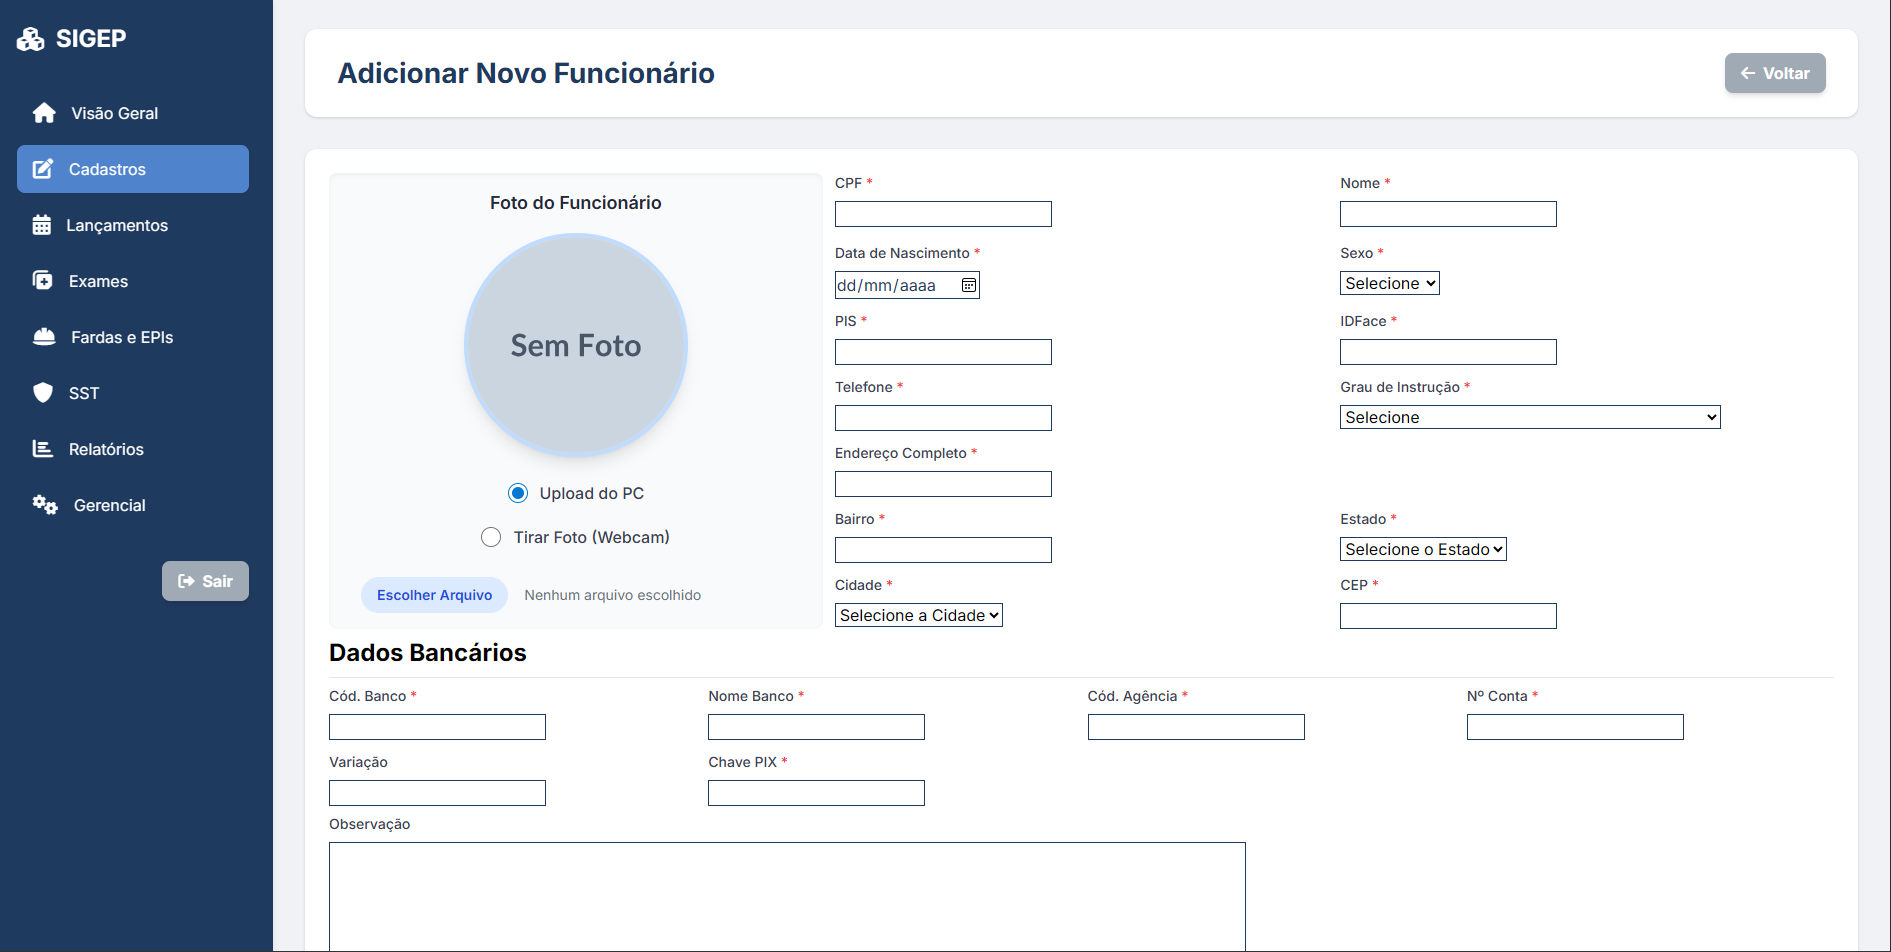 SIGEP
Visão Geral
Cadastros
Lançamentos
Exames
Fardas e EPIs
SST
Relatórios
Gerencial
Sair
Adicionar Novo Funcionário
Voltar
Foto do Funcionário
Sem Foto
Upload do PC
Tirar Foto (Webcam)
Escolher Arquivo Nenhum arquivo escolhido
CPF * Nome *
Data de Nascimento * Sexo *
dd/mm/aaaa Selecione
PIS * IDFace *
Telefone * Grau de Instrução *
Selecione
Endereço Completo *
Bairro * Estado *
Selecione o Estado
Cidade * CEP *
Selecione a Cidade
Dados Bancários
Cód. Banco * Nome Banco * Cód. Agência * Nº Conta *
Variação Chave PIX *
Observação